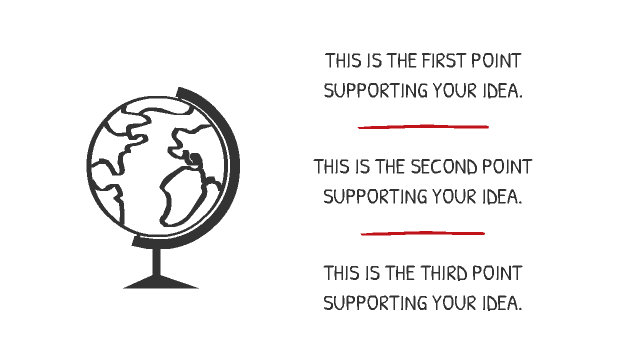 THIS IS THE FIRST POINT
SUPPORTING YOUR IDEA.
THIS IS THE SECOND POINT
SUPPORTING YOUR IDEA.
THIS IS THE THIRD POINT
SUPPORTING YOUR IDEA.